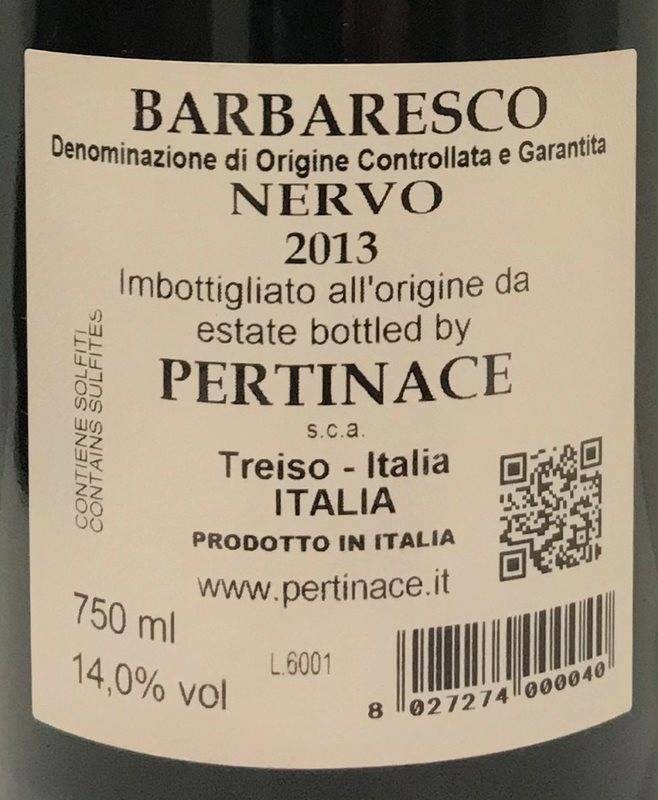 BARBARESCO
Denominazione di Origine Controllata e Garantita
NERVO
2013
Imbottigliato all'origine da
estate bottled by
PERTINACE
s.c.a.
Treiso - Italia
ITALIA
PRODOTTO IN ITALIA
www.pertinace.it
CONTIENE SOLFITI
CONTAINS SULFITES
750 ml
14,0% vol
L.6001
8 027274 000040